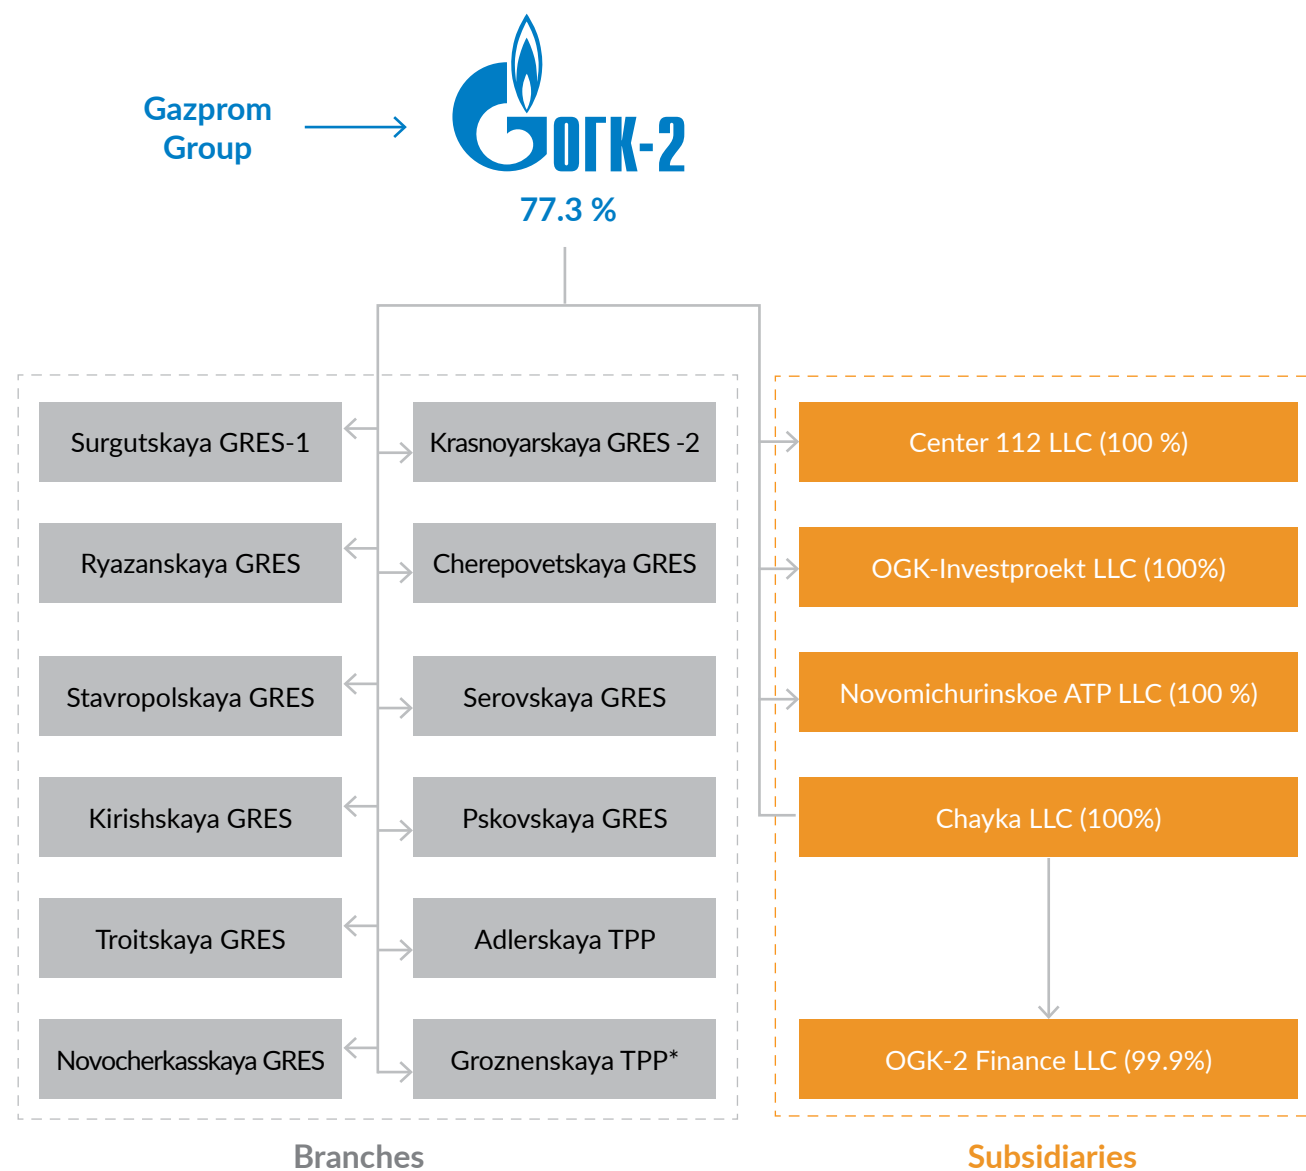 Gazprom
Group
ОГК-2
77.3 %
Surgutskaya GRES-1
Krasnoyarskaya GRES -2
Center 112 LLC (100 %)
Ryazanskaya GRES
Cherepovetskaya GRES
OGK-Investproekt LLC (100%)
Stavropolskaya GRES
Serovskaya GRES
Novomichurinskoe ATP LLC (100 %)
Kirishskaya GRES
Pskovskaya GRES
Chayka LLC (100%)
Troitskaya GRES
Adlerskaya TPP
Novocherkasskaya GRES
Groznenskaya TPP*
OGK-2 Finance LLC (99.9%)
Branches
Subsidiaries